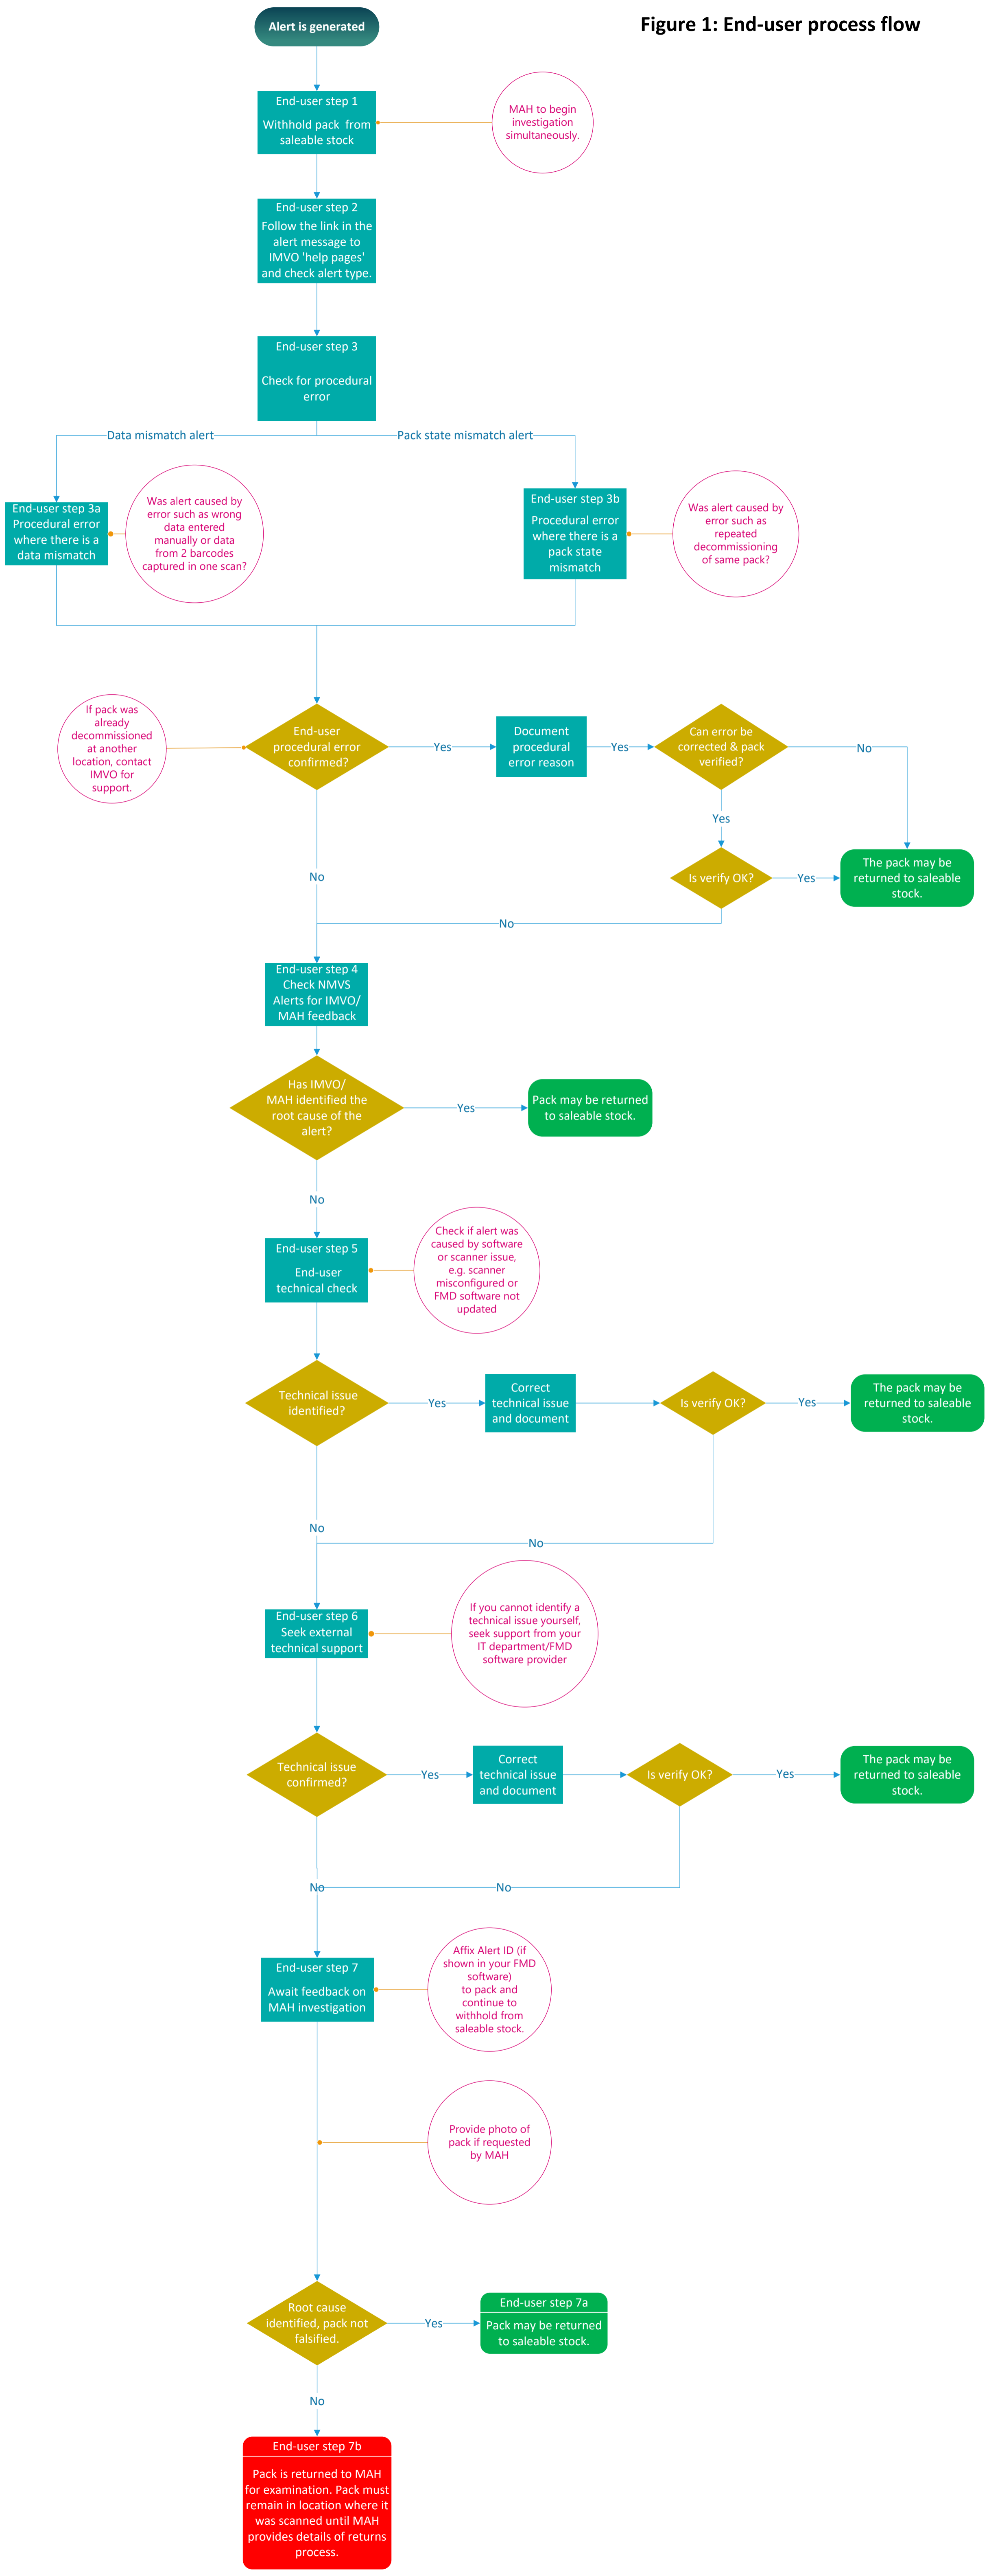 Figure 1: End-user process flow
Alert is generated
End-user step 1
Withhold pack from
saleable stock
MAH to begin
investigation
simultaneously.
End-user step 2
Follow the link in the
alert message to
IMVO 'help pages'
and check alert type.
End-user step 3
Check for procedural
error
Data mismatch alert
Pack state mismatch alert
End-user step 3a
Procedural error
where there is a
data mismatch
Was alert caused by
error such as wrong
data entered
manually or data
from 2 barcodes
captured in one scan?
End-user step 3b
Procedural error
where there is a
pack state
mismatch
Was alert caused by
error such as
repeated
decommissioning
of same pack?
If pack was
already
decommissioned
at another
location, contact
IMVO for
support.
End-user
procedural error
confirmed?
Yes
Document
procedural
error reason
Yes
Can error be
corrected & pack
verified?
No
Yes
No
Is verify OK?
Yes
The pack may be
returned to saleable
stock.
No
End-user step 4
Check NMVS
Alerts for IMVO/
MAH feedback
Has IMVO/
MAH identified the
root cause of the
alert?
Yes
Pack may be returned
to saleable stock.
No
End-user step 5
End-user
technical check
Check if alert was
caused by software
or scanner issue,
e.g. scanner
misconfigured or
FMD software not
updated
Technical issue
identified?
Yes
Correct
technical issue
and document
Is verify OK?
Yes
The pack may be
returned to saleable
stock.
No
No
End-user step 6
Seek external
technical support
If you cannot identify a
technical issue yourself,
seek support from your
IT department/FMD
software provider
Technical issue
confirmed?
Yes
Correct
technical issue
and document
Is verify OK?
Yes
The pack may be
returned to saleable
stock.
No
No
End-user step 7
Await feedback on
MAH investigation
Affix Alert ID (if
shown in your FMD
software)
to pack and
continue to
withhold from
saleable stock.
Provide photo of
pack if requested
by MAH
Root cause
identified, pack not
falsified.
Yes
End-user step 7a
Pack may be returned
to saleable stock.
No
End-user step 7b
Pack is returned to MAH
for examination. Pack must
remain in location where it
was scanned until MAH
provides details of returns
process.